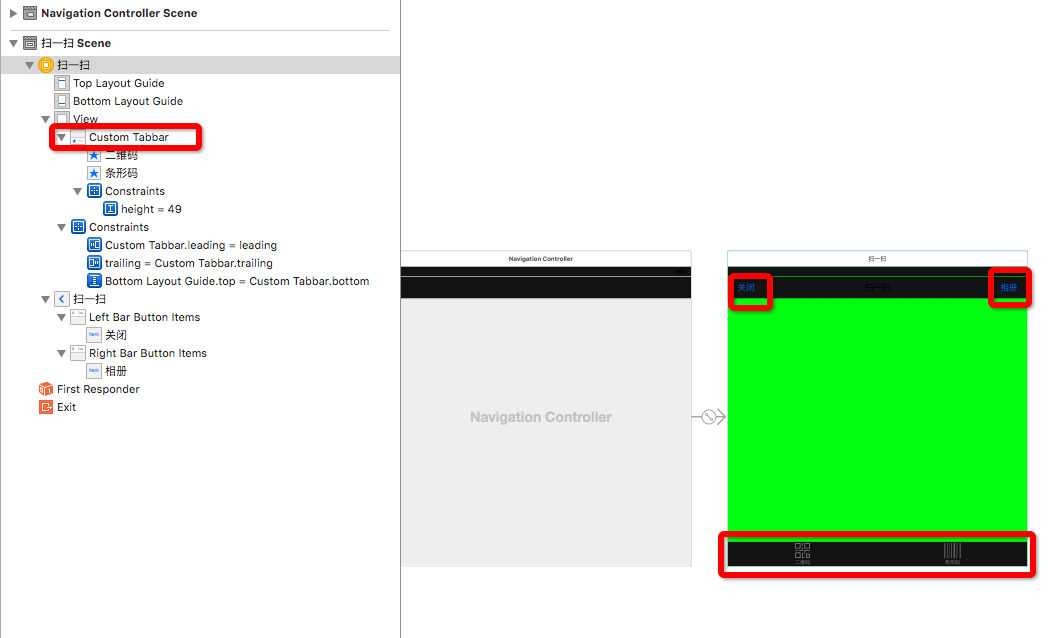 Navigation Controller Scene
扫一扫 Scene
扫一扫
Top Layout Guide
Bottom Layout Guide
View
Custom Tabbar
二维码
条形码
Constraints
height = 49
Constraints
Custom Tabbar.leading = leading
trailing = Custom Tabbar.trailing
Bottom Layout Guide.top = Custom Tabbar.bottom
扫一扫
Left Bar Button Items
Item 关闭
Right Bar Button Items
Item 相册
First Responder
Exit
Navigation Controller
Navigation Controller
扫一扫
关闭 扫一扫 相册
二维码 条形码